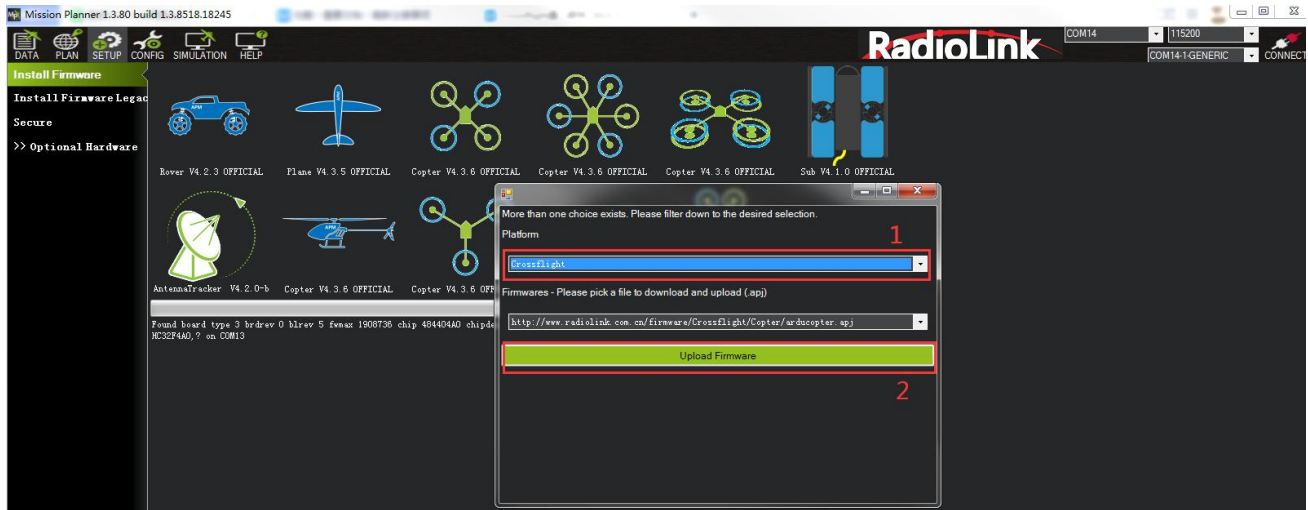 Mission Planner 1.3.80 build 1.3.8518.18245
DATA PLAN SETUP CONFIG SIMULATION HELP
RadioLink
COM14 115200
COM14-1-GENERIC CONNECT
Install Firmware
Install Firmware Legac
Secure
>> Optional Hardware
APM
APM
Rover V4.2.3 OFFICIAL Plane V4.3.5 OFFICIAL Copter V4.3.6 OFFICIAL Copter V4.3.6 OFFICIAL Copter V4.3.6 OFFICIAL Sub V4.1.0 OFFICIAL
APM
AntennaTracker V4.2.0-b Copter V4.3.6 OFFICIAL Copter V4.3.6 OFF
Found board type 3 brdrev 0 blrev 5 fwmax 1908736 chip 484404A0 chipde
HC32F4A0,? on COM13
More than one choice exists. Please filter down to the desired selection.
Platform
1
Crossflight
Firmwares - Please pick a file to download and upload (.apj)
http://www.radiolink.com.cn/firmware/Crossflight/Copter/arducopter.apj
Upload Firmware
2